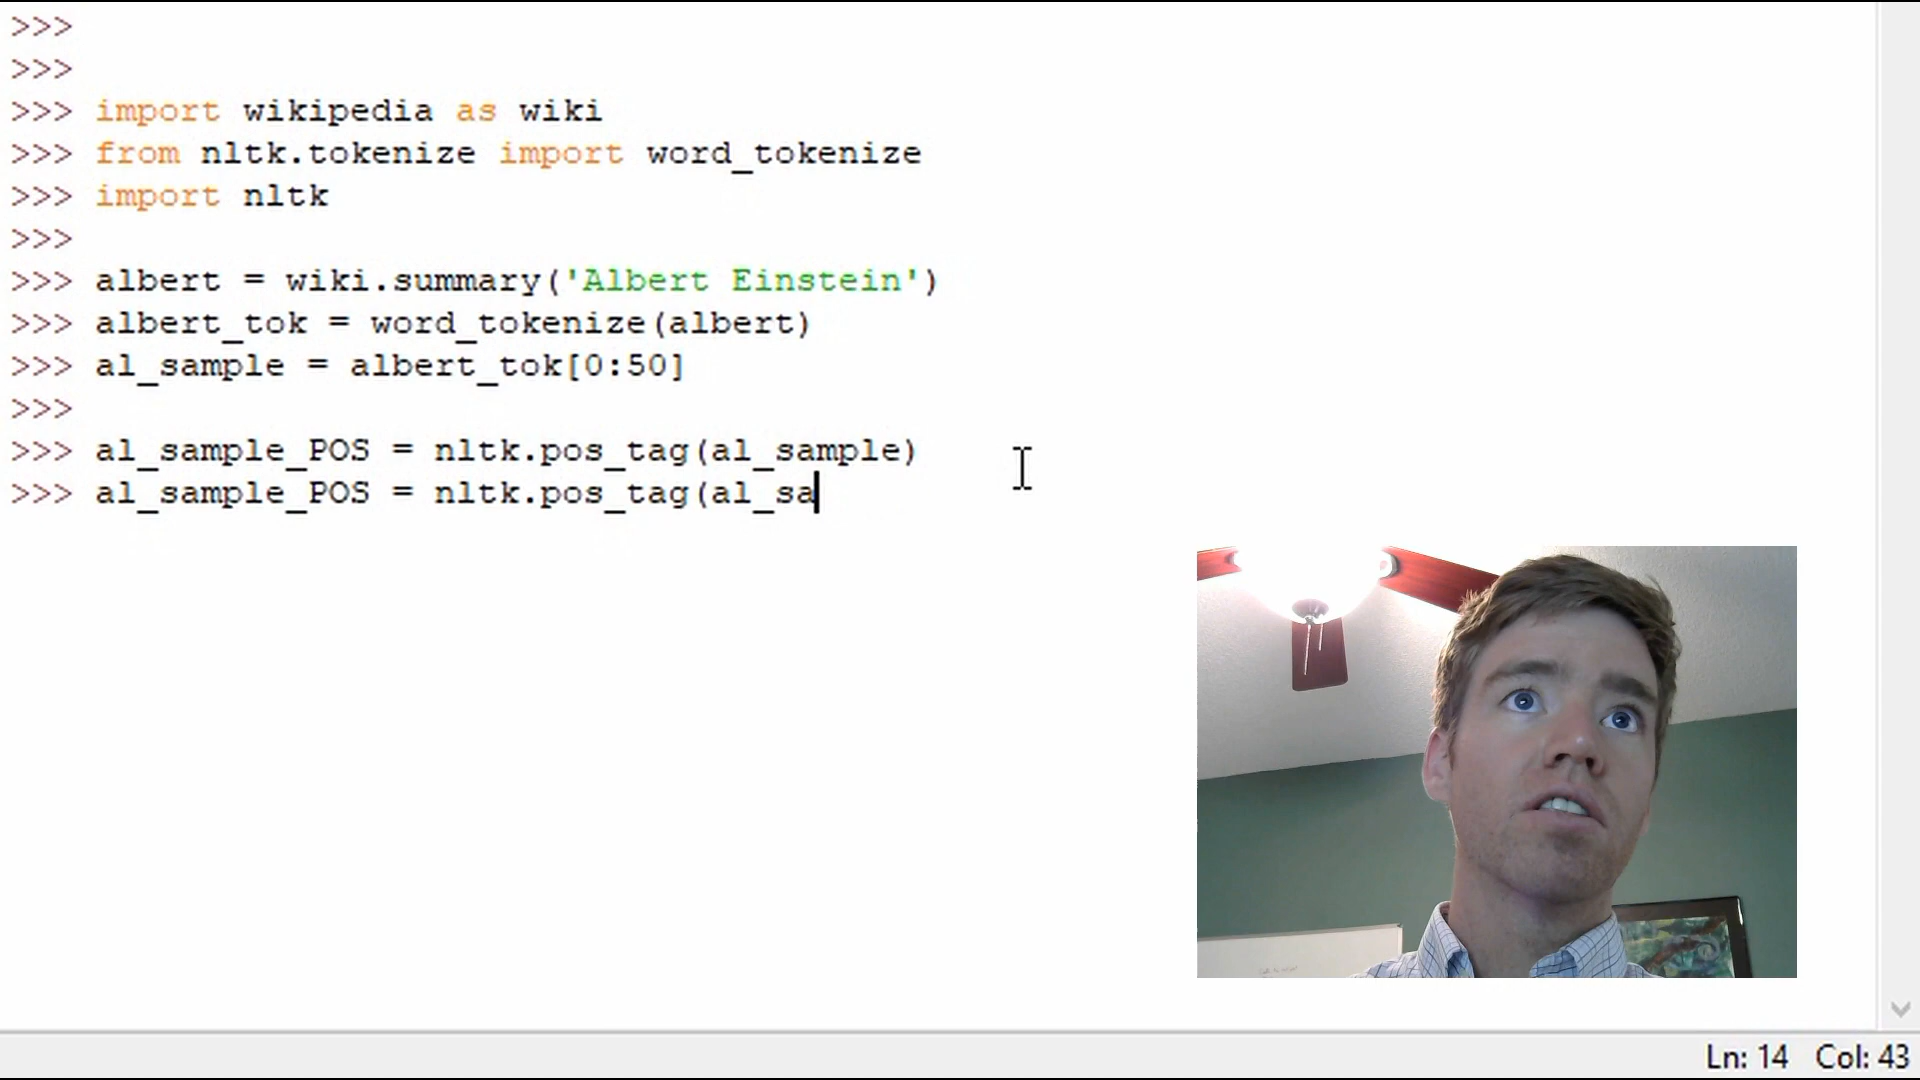 >>>
>>>
>>> import wikipedia as wiki
>>> from nltk.tokenize import word_tokenize
>>> import nltk
>>>
>>> albert = wiki.summary('Albert Einstein')
>>> albert_tok = word_tokenize(albert)
>>> al_sample = albert_tok[0:50]
>>>
>>> al_sample_POS = nltk.pos_tag(al_sample)
>>> al_sample_POS = nltk.pos_tag(al_sa
Ln: 14 Col: 43